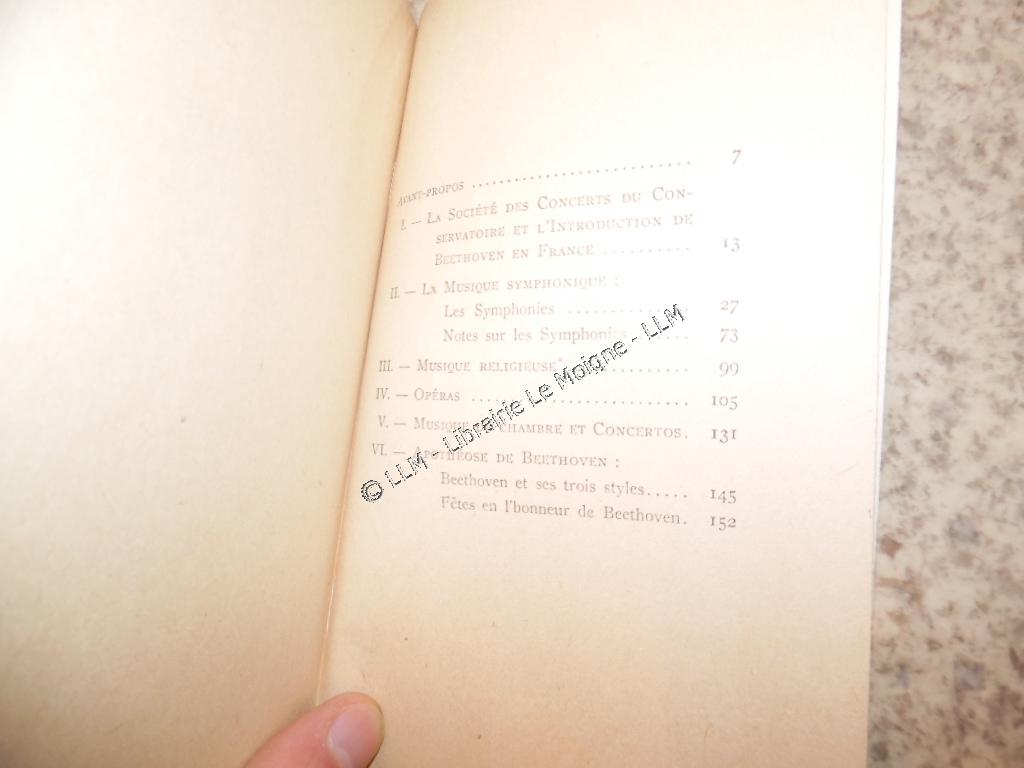 AVANT-PROPOS ........................... 7
I. — LA SOCIÉTÉ DES CONCERTS DU CON-
SERVATOIRE ET L'INTRODUCTION DE
BEETHOVEN EN FRANCE .......... 13
II. — LA MUSIQUE SYMPHONIQUE :
Les Symphonies .............. 27
Notes sur les Symphonies ..... 73
III. — MUSIQUE RELIGIEUSE ............ 99
IV. — OPÉRAS ......................... 105
V. — MUSIQUE DE CHAMBRE ET CONCERTOS. 131
VI. — APOTHÉOSE DE BEETHOVEN :
Beethoven et ses trois styles..... 145
Fêtes en l'honneur de Beethoven. 152
© LLM - Librairie Le Moigne - LLM